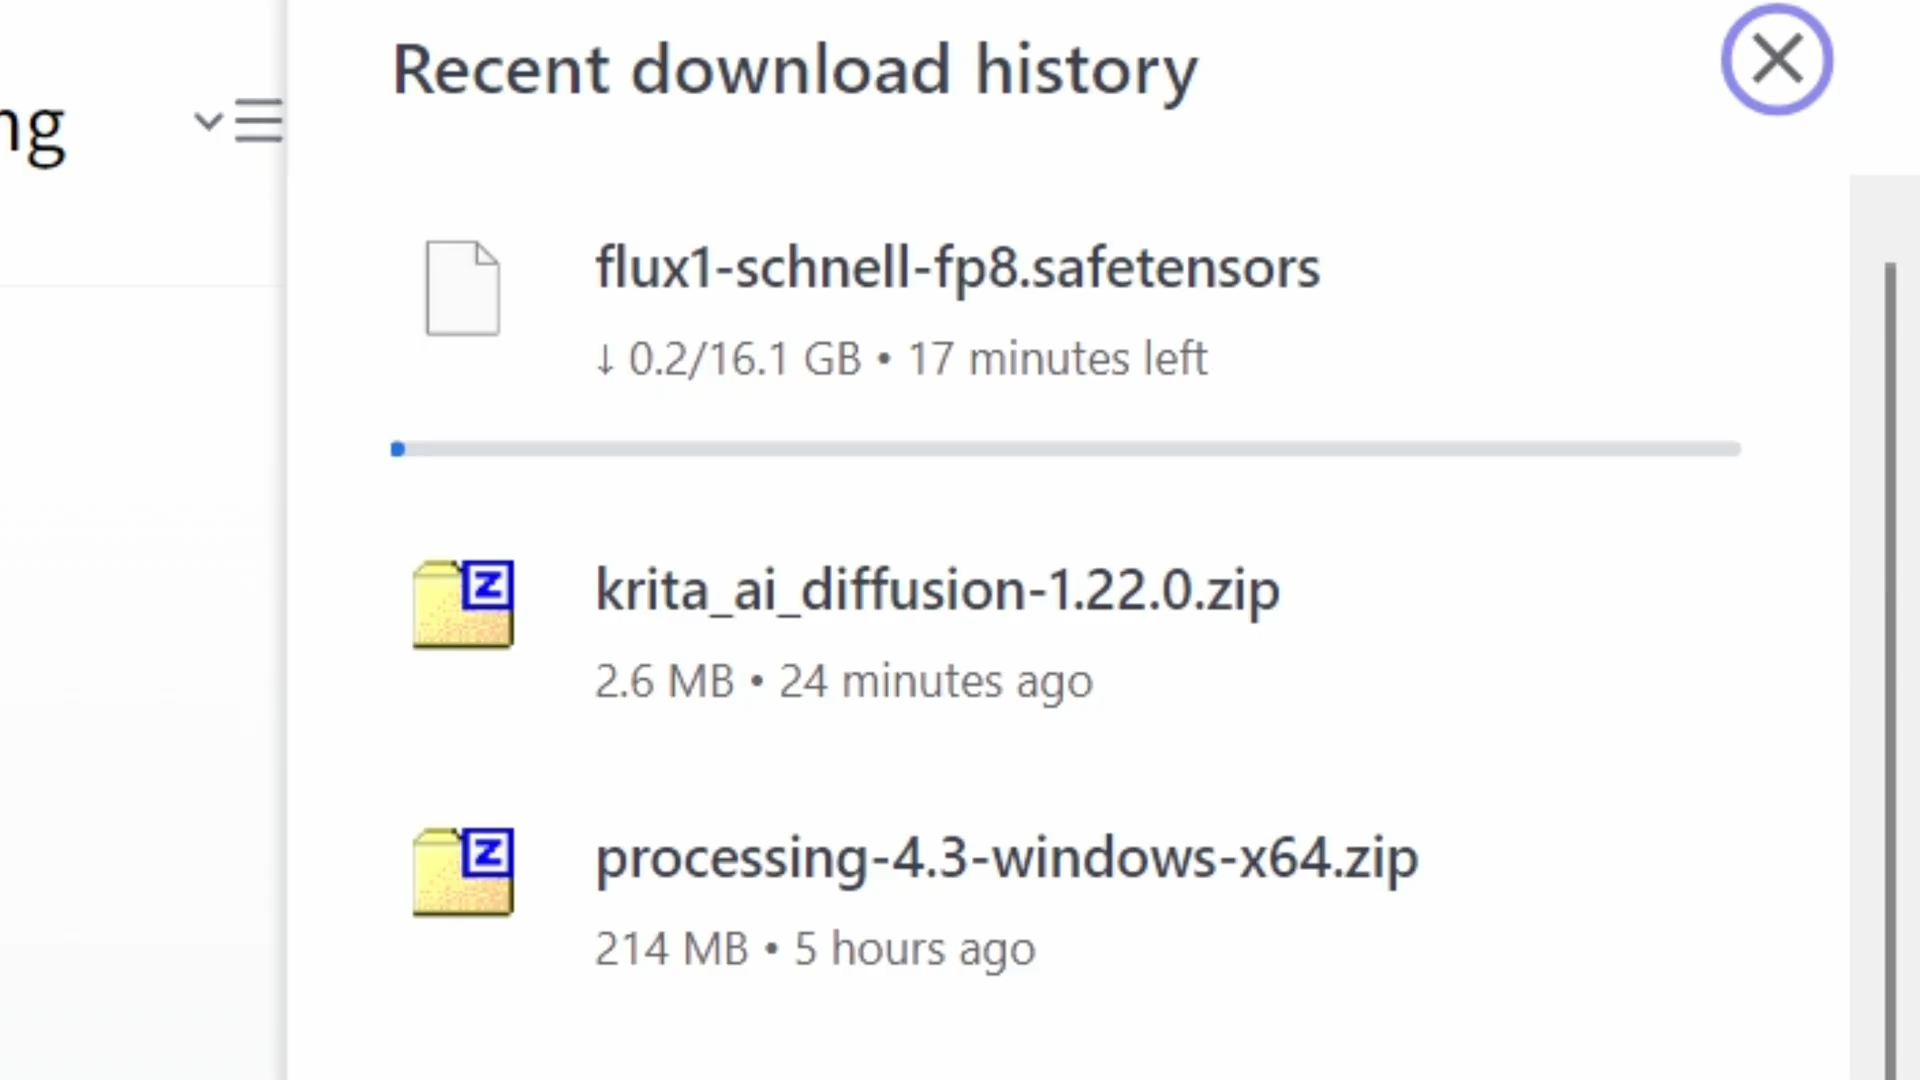 Recent download history
ng
flux1-schnell-fp8.safetensors
↓ 0.2/16.1 GB • 17 minutes left
krita_ai_diffusion-1.22.0.zip
2.6 MB • 24 minutes ago
processing-4.3-windows-x64.zip
214 MB • 5 hours ago